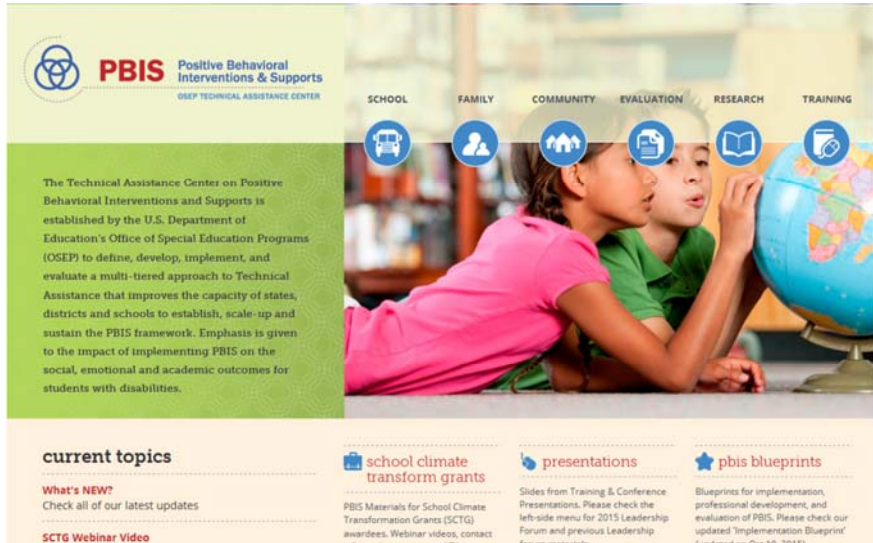 PBIS
Positive Behavioral
Interventions & Supports
OSEP TECHNICAL ASSISTANCE CENTER
SCHOOL FAMILY COMMUNITY EVALUATION RESEARCH TRAINING
The Technical Assistance Center on Positive
Behavioral Interventions and Supports is
established by the U.S. Department of
Education's Office of Special Education Programs
(OSEP) to define, develop, implement, and
evaluate a multi-tiered approach to Technical
Assistance that improves the capacity of states,
districts and schools to establish, scale-up and
sustain the PBIS framework. Emphasis is given
to the impact of implementing PBIS on the
social, emotional and academic outcomes for
students with disabilities.
current topics
What's NEW?
Check all of our latest updates
SCTG Webinar Video
school climate
transform grants
PBIS Materials for School Climate
Transformation Grants (SCTG)
awardees. Webinar videos, contact
presentations
Slides from Training & Conference
Presentations. Please check the
left-side menu for 2015 Leadership
Forum and previous Leadership
pbis blueprints
Blueprints for implementation,
professional development, and
evaluation of PBIS. Please check our
updated 'Implementation Blueprint'